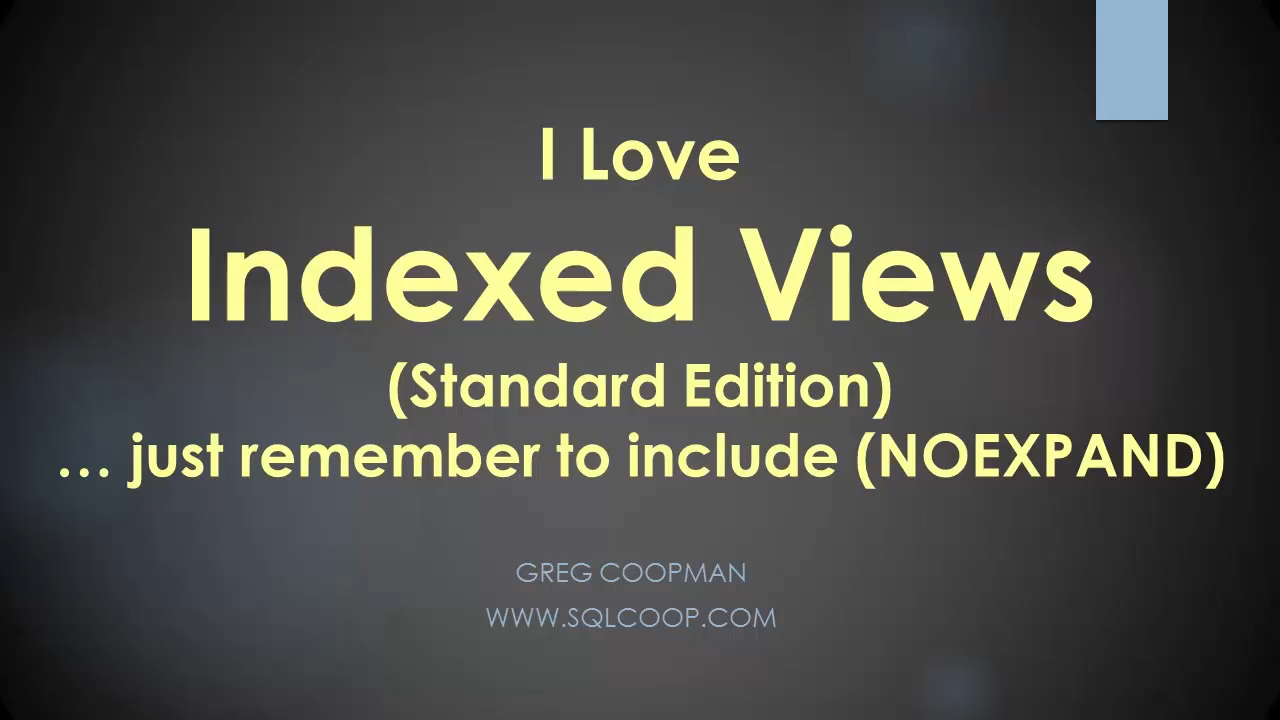 I Love
Indexed Views
(Standard Edition)
… just remember to include (NOEXPAND)
GREG COOPMAN
WWW.SQLCOOP.COM